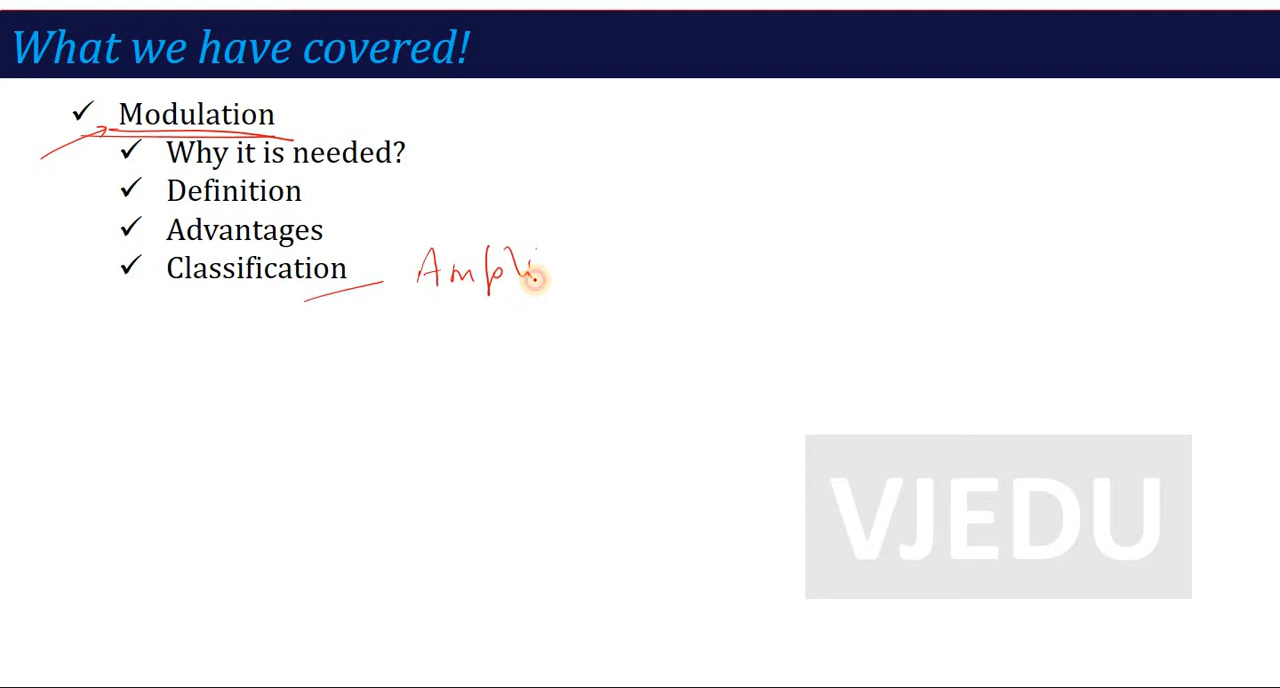 What we have covered!
✓ Modulation
✓ Why it is needed?
✓ Definition
✓ Advantages
✓ Classification Ampli
VJEDU